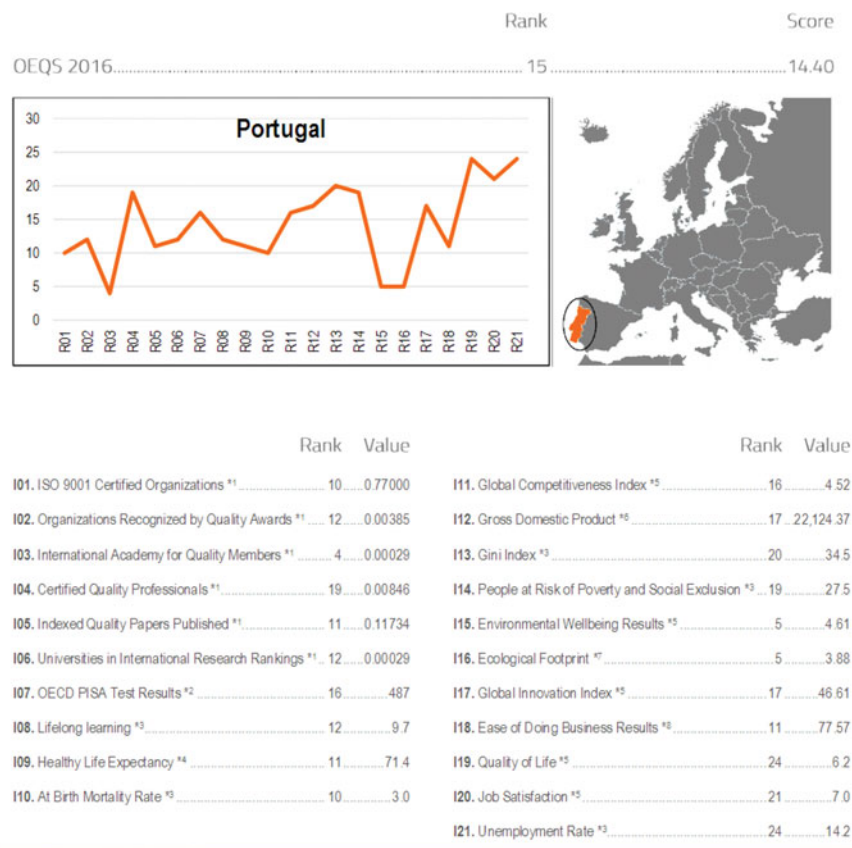 Rank Score
OEQS 2016 15 14.40
Portugal
30
25
20
15
10
5
0
R01 R02 R03 R04 R05 R06 R07 R08 R09 R10 R11 R12 R13 R14 R15 R16 R17 R18 R19 R20 R21
Rank Value
I01. ISO 9001 Certified Organizations *1 10 0.77000
I02. Organizations Recognized by Quality Awards *1 12 0.00385
I03. International Academy for Quality Members *1 4 0.00029
I04. Certified Quality Professionals *1 19 0.00846
I05. Indexed Quality Papers Published *1 11 0.11734
I06. Universities in International Research Rankings *1 12 0.00029
I07. OECD PISA Test Results *2 16 487
I08. Lifelong learning *3 12 9.7
I09. Healthy Life Expectancy *4 11 71.4
I10. At Birth Mortality Rate *3 10 3.0
Rank Value
I11. Global Competitiveness Index *5 16 4.52
I12. Gross Domestic Product *6 17 22,124.37
I13. Gini Index *3 20 34.5
I14. People at Risk of Poverty and Social Exclusion *3 19 27.5
I15. Environmental Wellbeing Results *5 5 4.61
I16. Ecological Footprint *7 5 3.88
I17. Global Innovation Index *5 17 46.61
I18. Ease of Doing Business Results *8 11 77.57
I19. Quality of Life *5 24 6.2
I20. Job Satisfaction *5 21 7.0
I21. Unemployment Rate *3 24 14.2